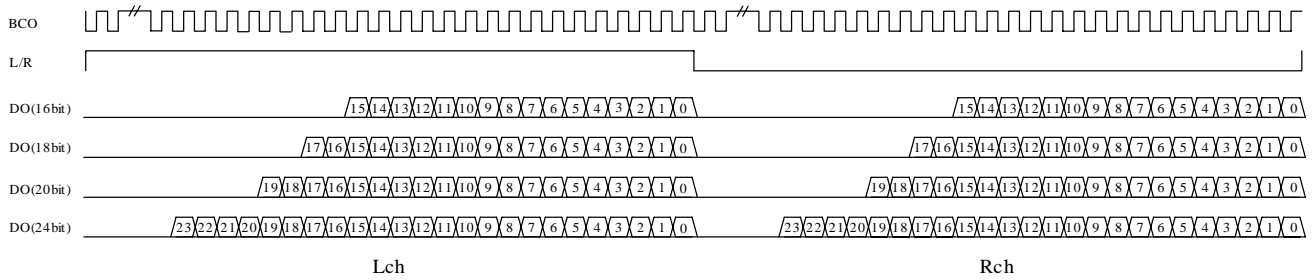 BCO
L/R
DO(16bit) 15 14 13 12 11 10 9 8 7 6 5 4 3 2 1 0 15 14 13 12 11 10 9 8 7 6 5 4 3 2 1 0
DO(18bit) 17 16 15 14 13 12 11 10 9 8 7 6 5 4 3 2 1 0 17 16 15 14 13 12 11 10 9 8 7 6 5 4 3 2 1 0
DO(20bit) 19 18 17 16 15 14 13 12 11 10 9 8 7 6 5 4 3 2 1 0 19 18 17 16 15 14 13 12 11 10 9 8 7 6 5 4 3 2 1 0
DO(24bit) 23 22 21 20 19 18 17 16 15 14 13 12 11 10 9 8 7 6 5 4 3 2 1 0 23 22 21 20 19 18 17 16 15 14 13 12 11 10 9 8 7 6 5 4 3 2 1 0
Lch Rch